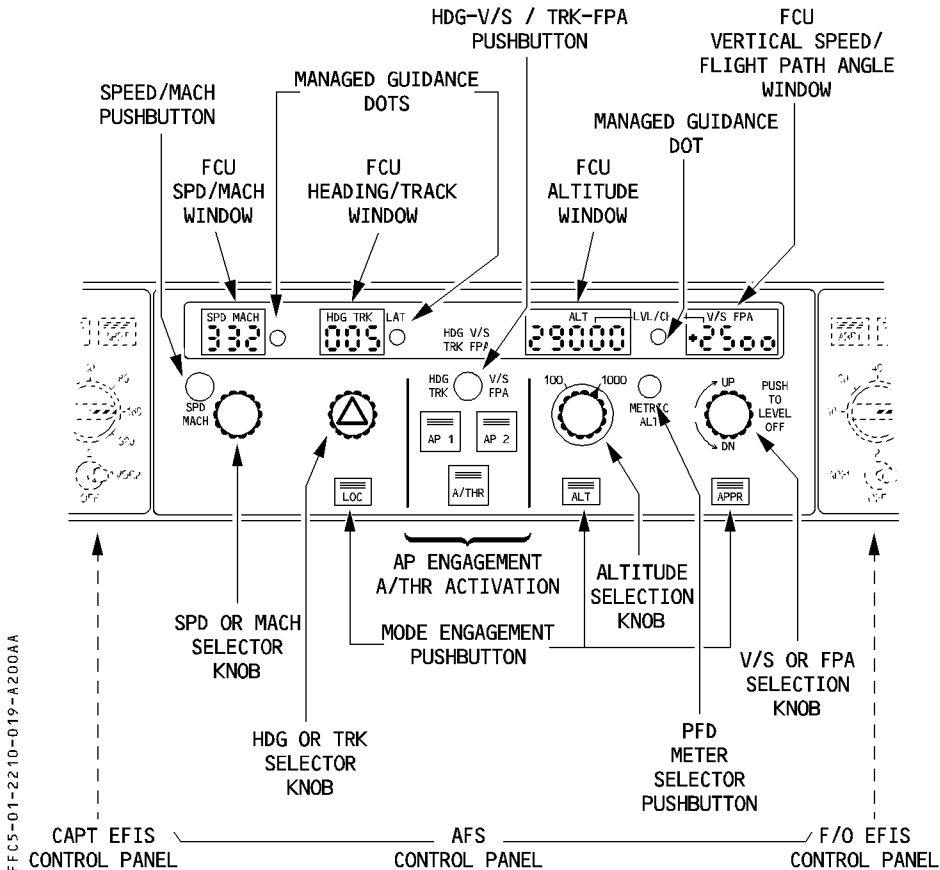 HDG-V/S / TRK-FPA
PUSHBUTTON
FCU
VERTICAL SPEED/
FLIGHT PATH ANGLE
WINDOW
SPEED/MACH
PUSHBUTTON
MANAGED GUIDANCE
DOTS
MANAGED GUIDANCE
DOT
FCU
SPD/MACH
WINDOW
FCU
HEADING/TRACK
WINDOW
FCU
ALTITUDE
WINDOW
SPD MACH
332
HDG TRK
005
LAT
HDG V/S
TRK FPA
ALT
29000
V/S FPA
+2500
SPD
MACH
HDG
TRK
V/S
FPA
AP 1
AP 2
A/THR
LOC
100
1000
METRIC
ALT
ALT
UP
DN
PUSH
TO
LEVEL
OFF
APPR
AP ENGAGEMENT
A/THR ACTIVATION
ALTITUDE
SELECTION
KNOB
SPD OR MACH
SELECTOR
KNOB
MODE ENGAGEMENT
PUSHBUTTON
V/S OR FPA
SELECTION
KNOB
HDG OR TRK
SELECTOR
KNOB
PFD
METER
SELECTOR
PUSHBUTTON
CAPT EFIS
CONTROL PANEL
AFS
CONTROL PANEL
F/O EFIS
CONTROL PANEL
FFC5-01-2210-019-A200AA